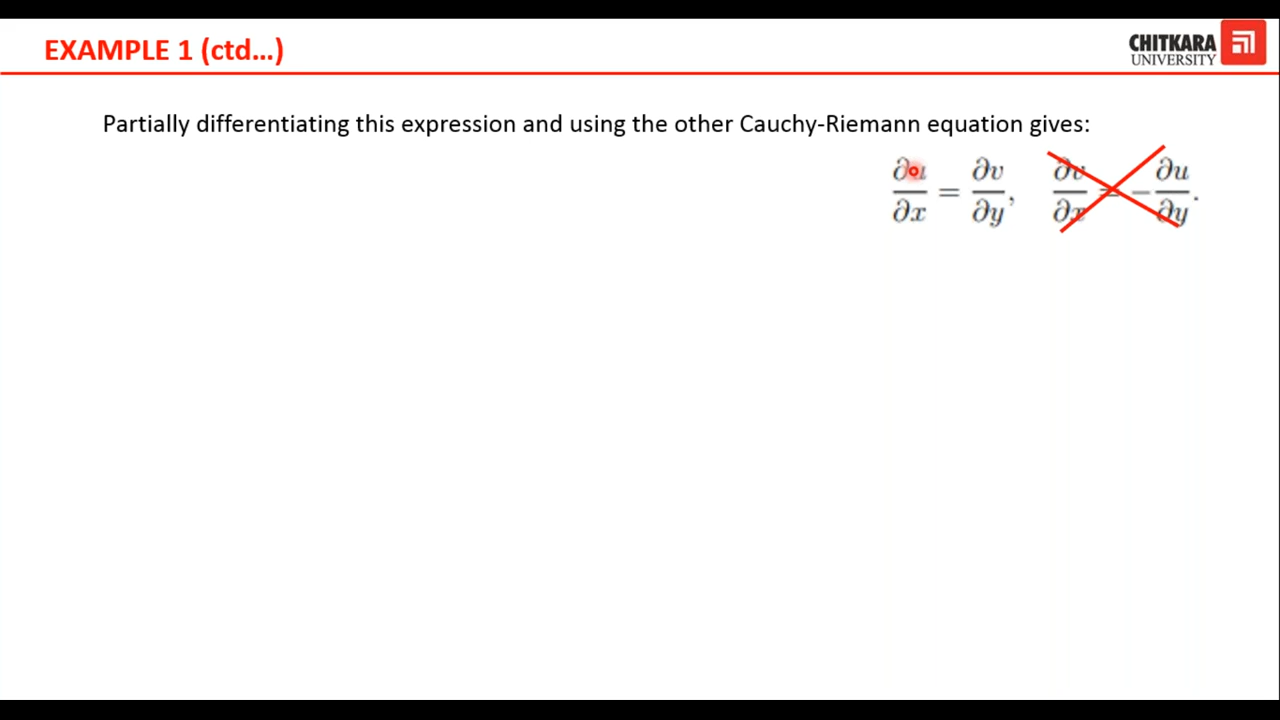 EXAMPLE 1 (ctd…)
CHITKARA
UNIVERSITY
Partially differentiating this expression and using the other Cauchy-Riemann equation gives:
∂u/∂x = ∂v/∂y, ∂v/∂x = −∂u/∂y.